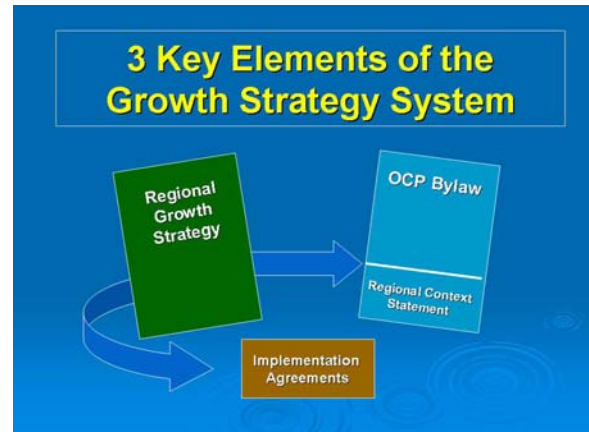 3 Key Elements of the
Growth Strategy System
Regional
Growth
Strategy
OCP Bylaw
Regional Context
Statement
Implementation
Agreements